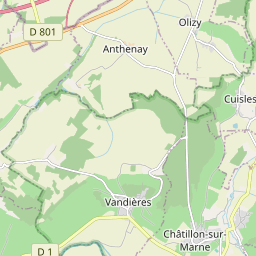 Olizy
D 801
Anthenay
Cuisles
Vandières
Châtillon-sur-
Marne
D 1